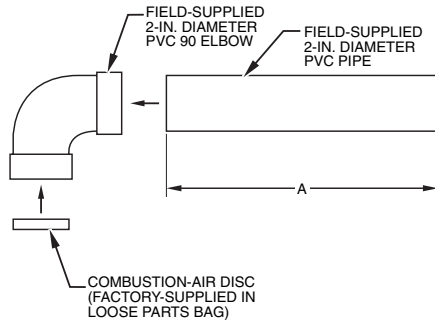 FIELD-SUPPLIED
2-IN. DIAMETER
PVC 90 ELBOW
FIELD-SUPPLIED
2-IN. DIAMETER
PVC PIPE
A
COMBUSTION-AIR DISC
(FACTORY-SUPPLIED IN
LOOSE PARTS BAG)